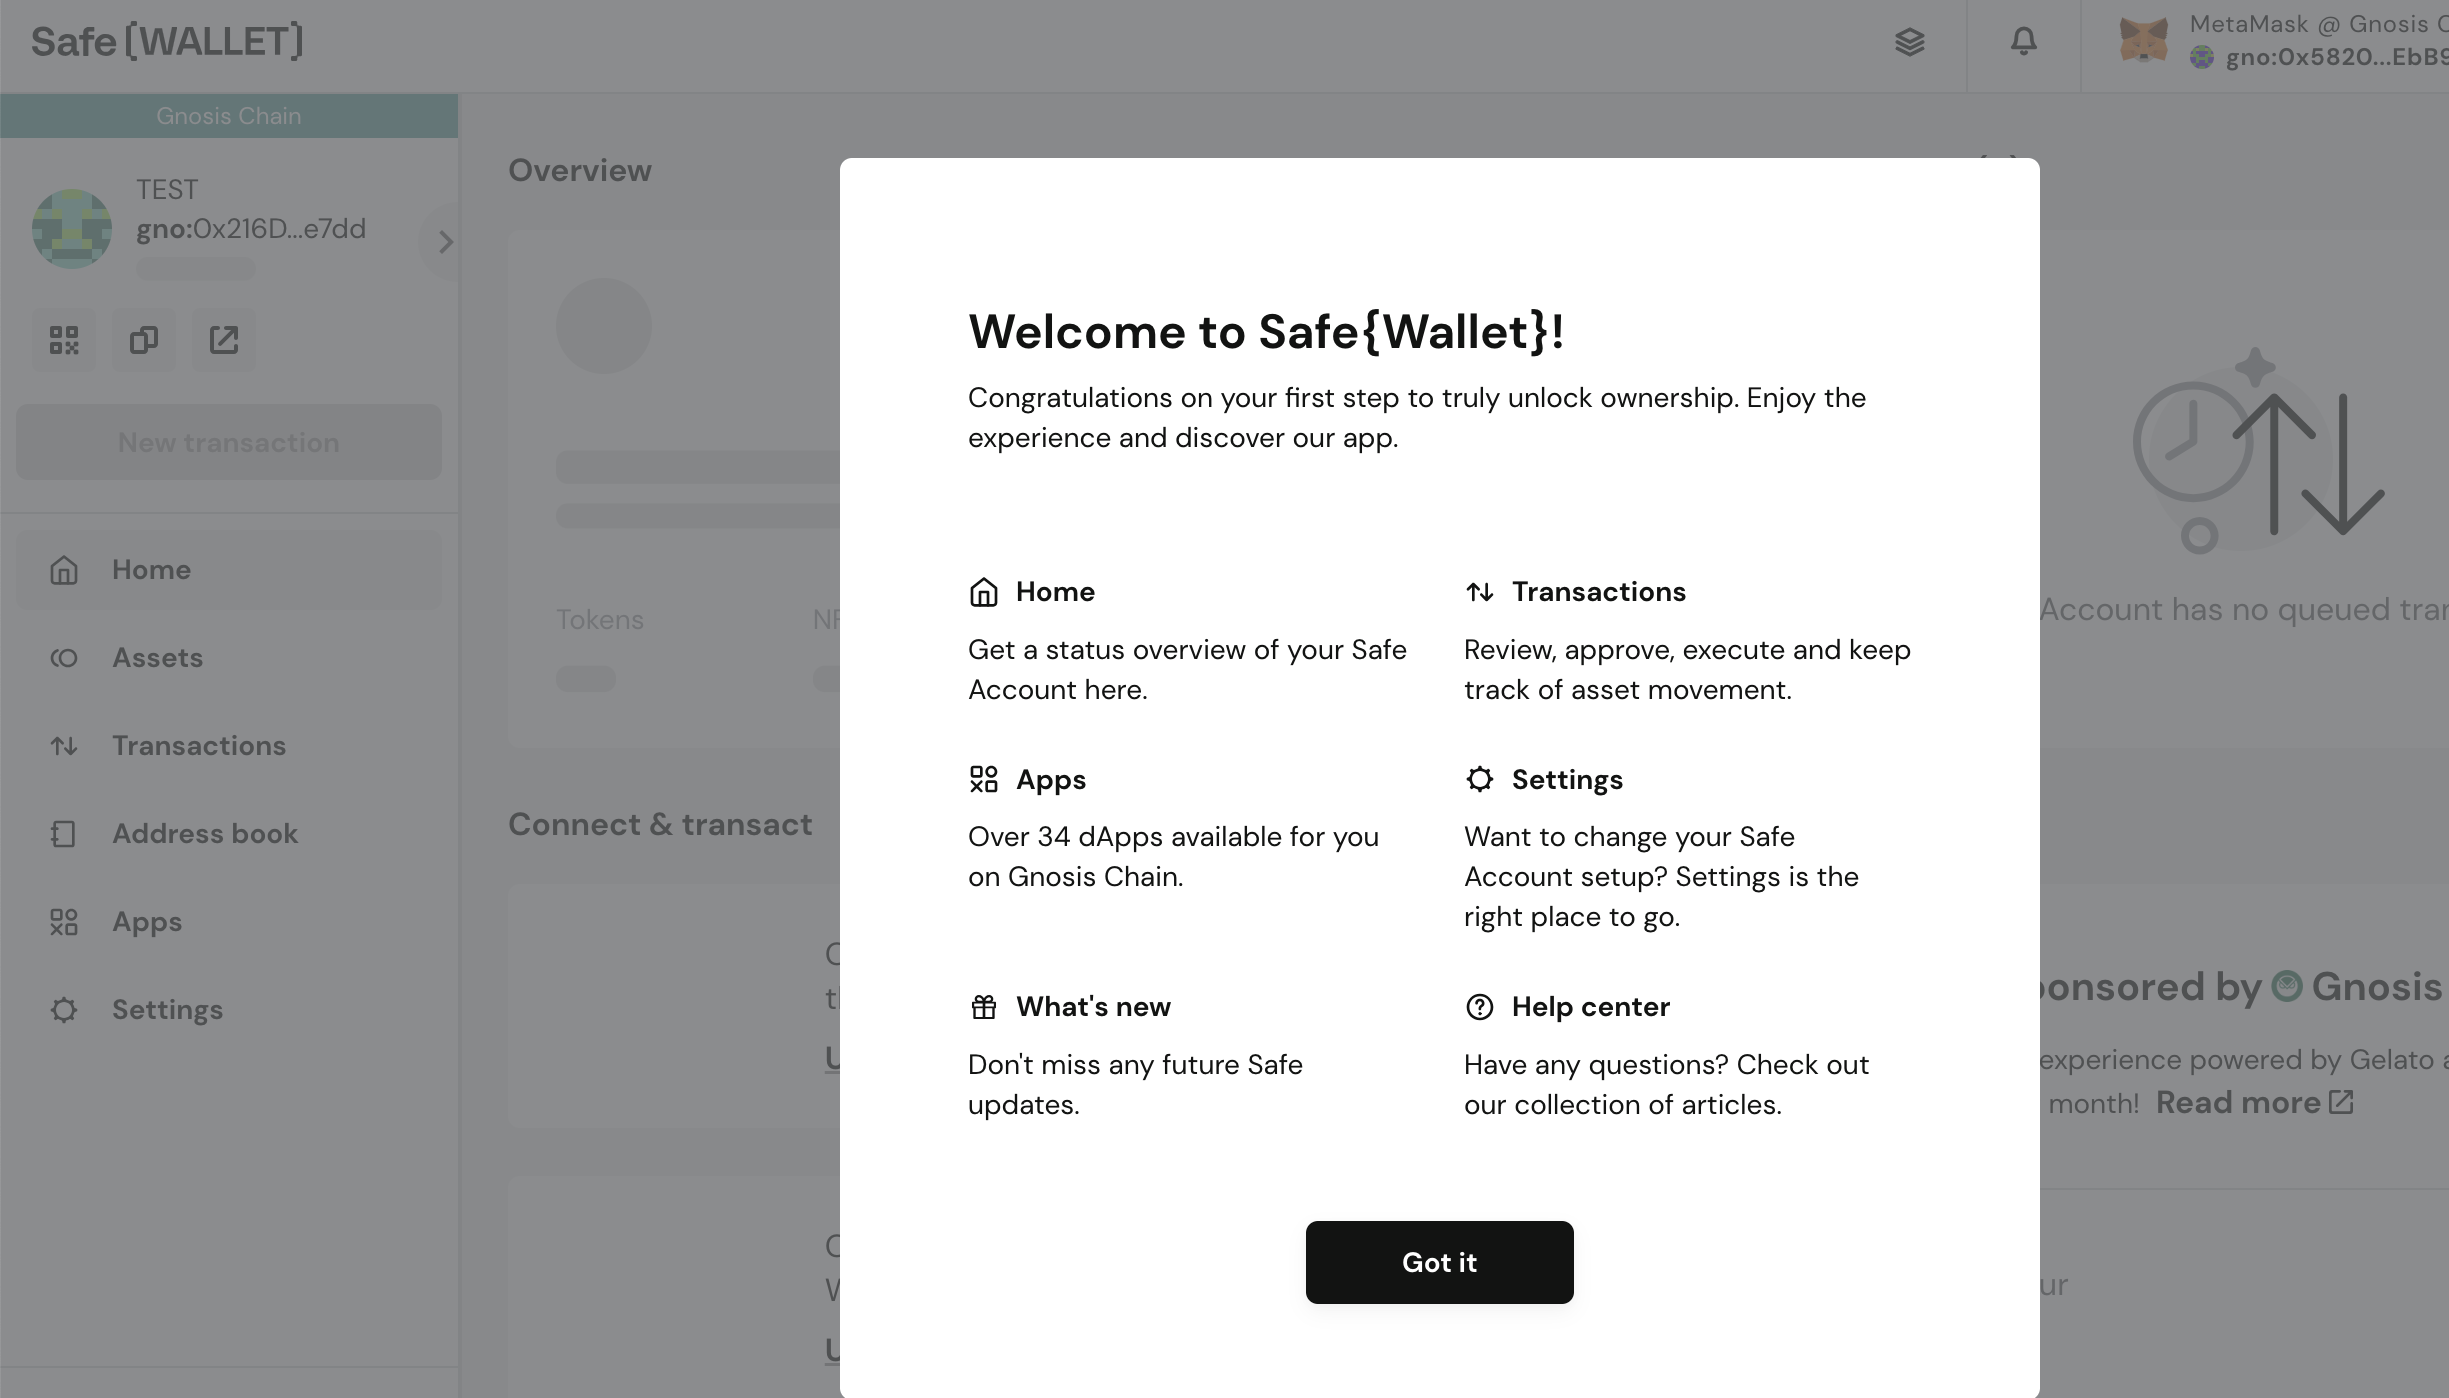 Safe{WALLET}
MetaMask @ Gnosis
gno:0x5820...EbB9
Gnosis Chain
TEST
gno:0x216D...e7dd
New transaction
Home
Assets
Transactions
Address book
Apps
Settings
Overview
Tokens
Connect & transact
Welcome to Safe{Wallet}!
Congratulations on your first step to truly unlock ownership. Enjoy the
experience and discover our app.
Home
Get a status overview of your Safe
Account here.
Transactions
Review, approve, execute and keep
track of asset movement.
Apps
Over 34 dApps available for you
on Gnosis Chain.
Settings
Want to change your Safe
Account setup? Settings is the
right place to go.
What's new
Don't miss any future Safe
updates.
Help center
Have any questions? Check out
our collection of articles.
Got it
Account has no queued
by Gnosis
experience powered by Gelato
month! Read more